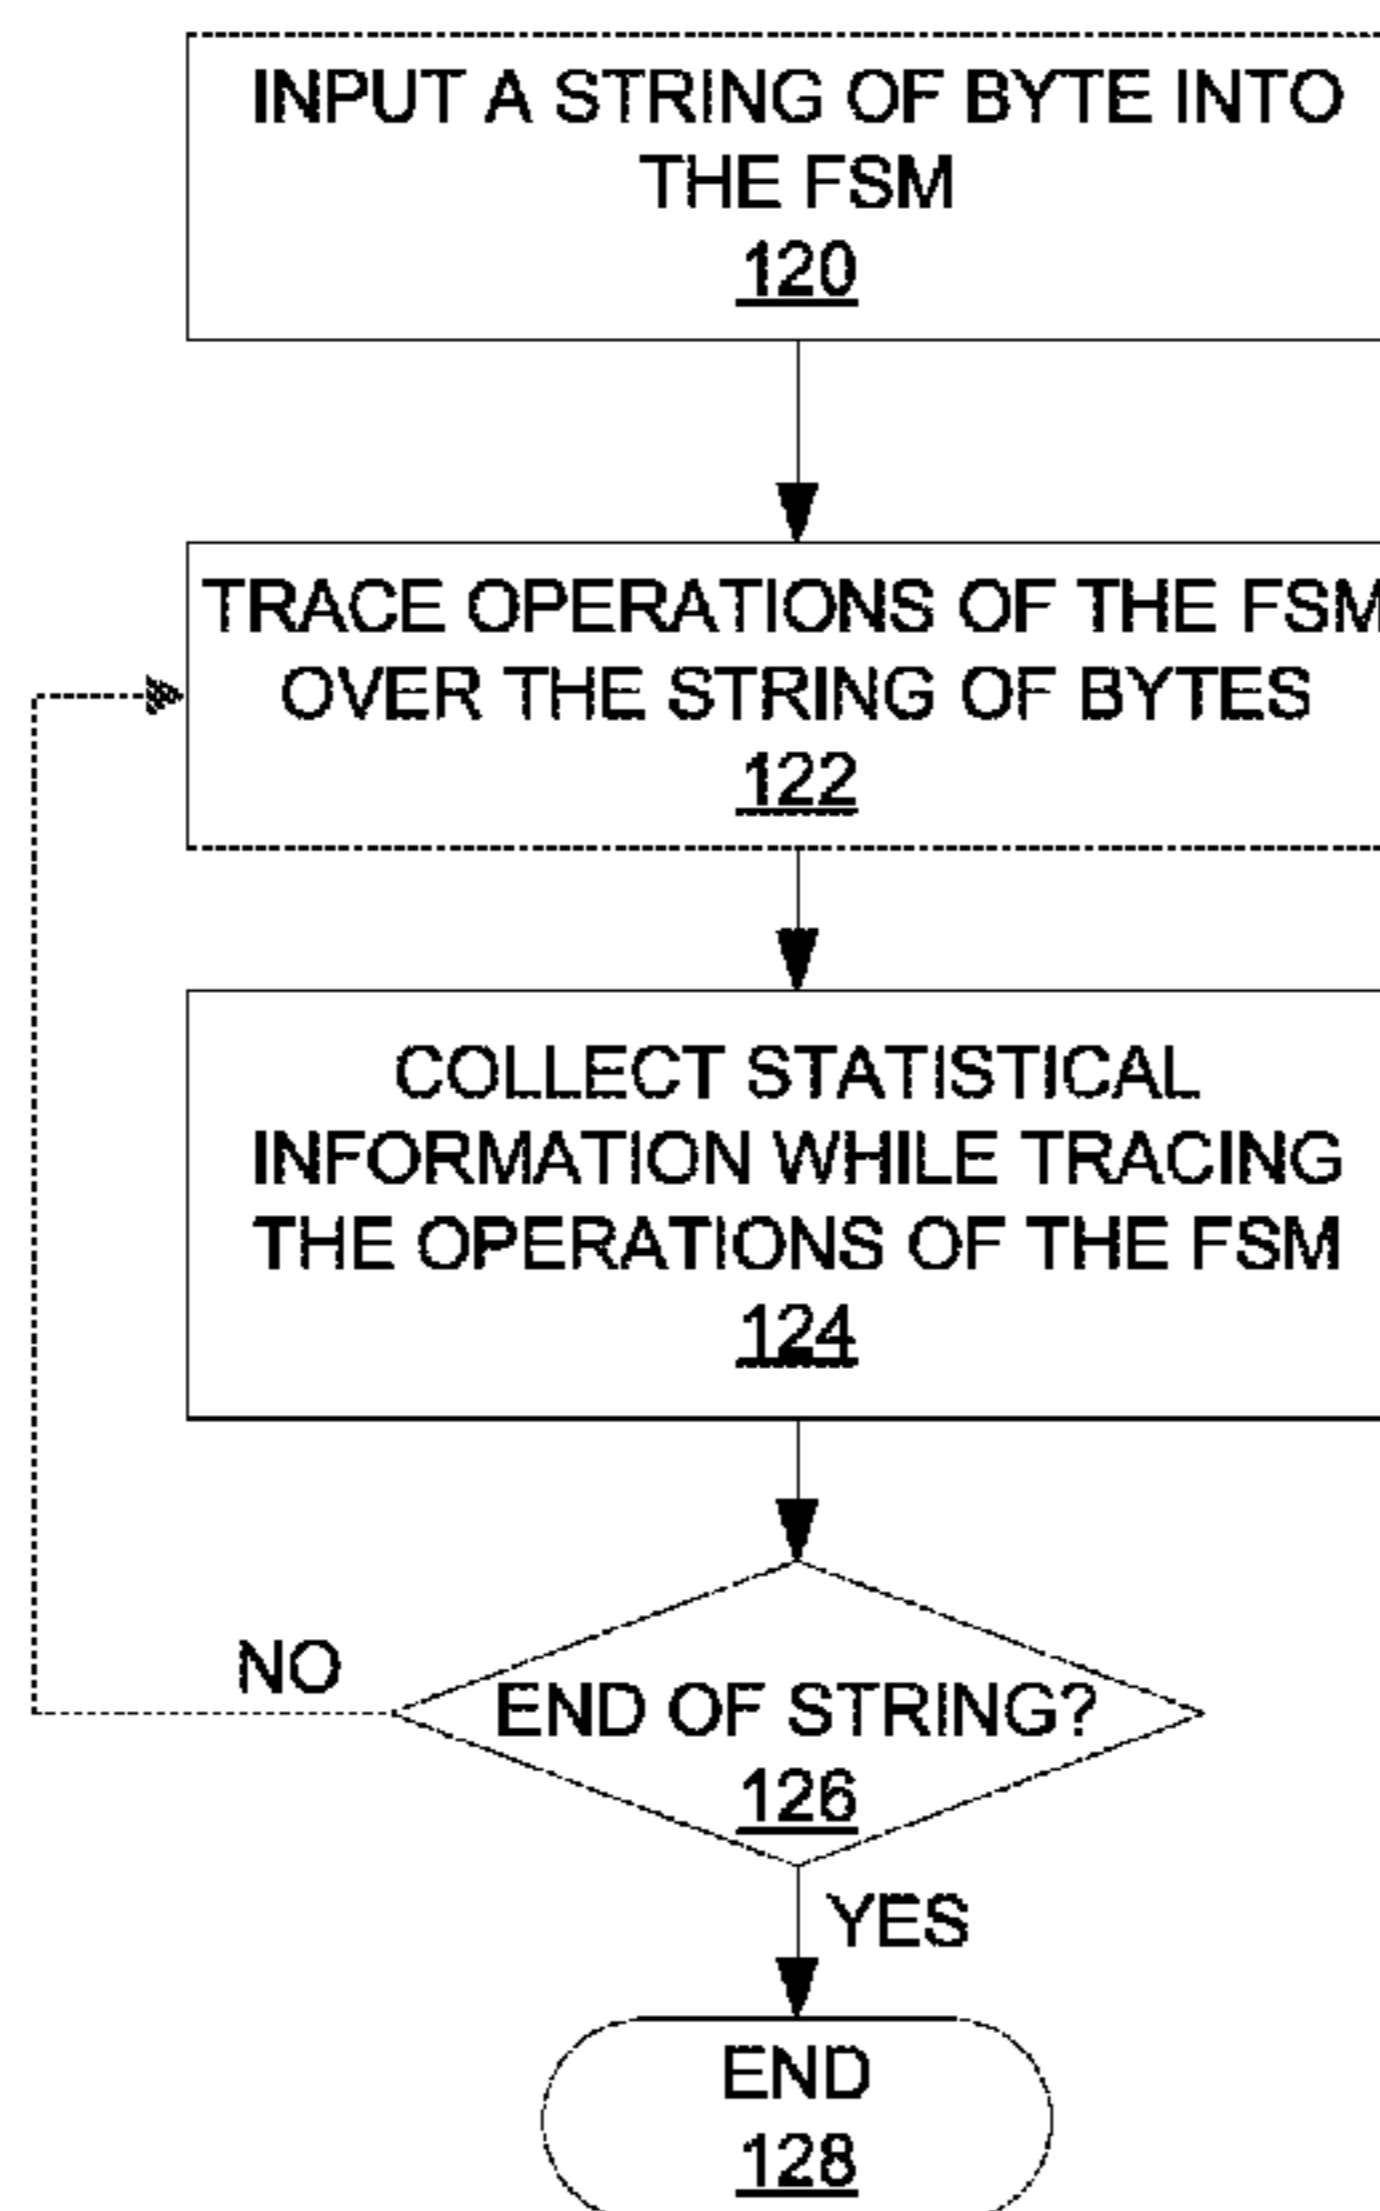 INPUT A STRING OF BYTE INTO
THE FSM
120
TRACE OPERATIONS OF THE FSM
OVER THE STRING OF BYTES
122
COLLECT STATISTICAL
INFORMATION WHILE TRACING
THE OPERATIONS OF THE FSM
124
NO
END OF STRING?
126
YES
END
128